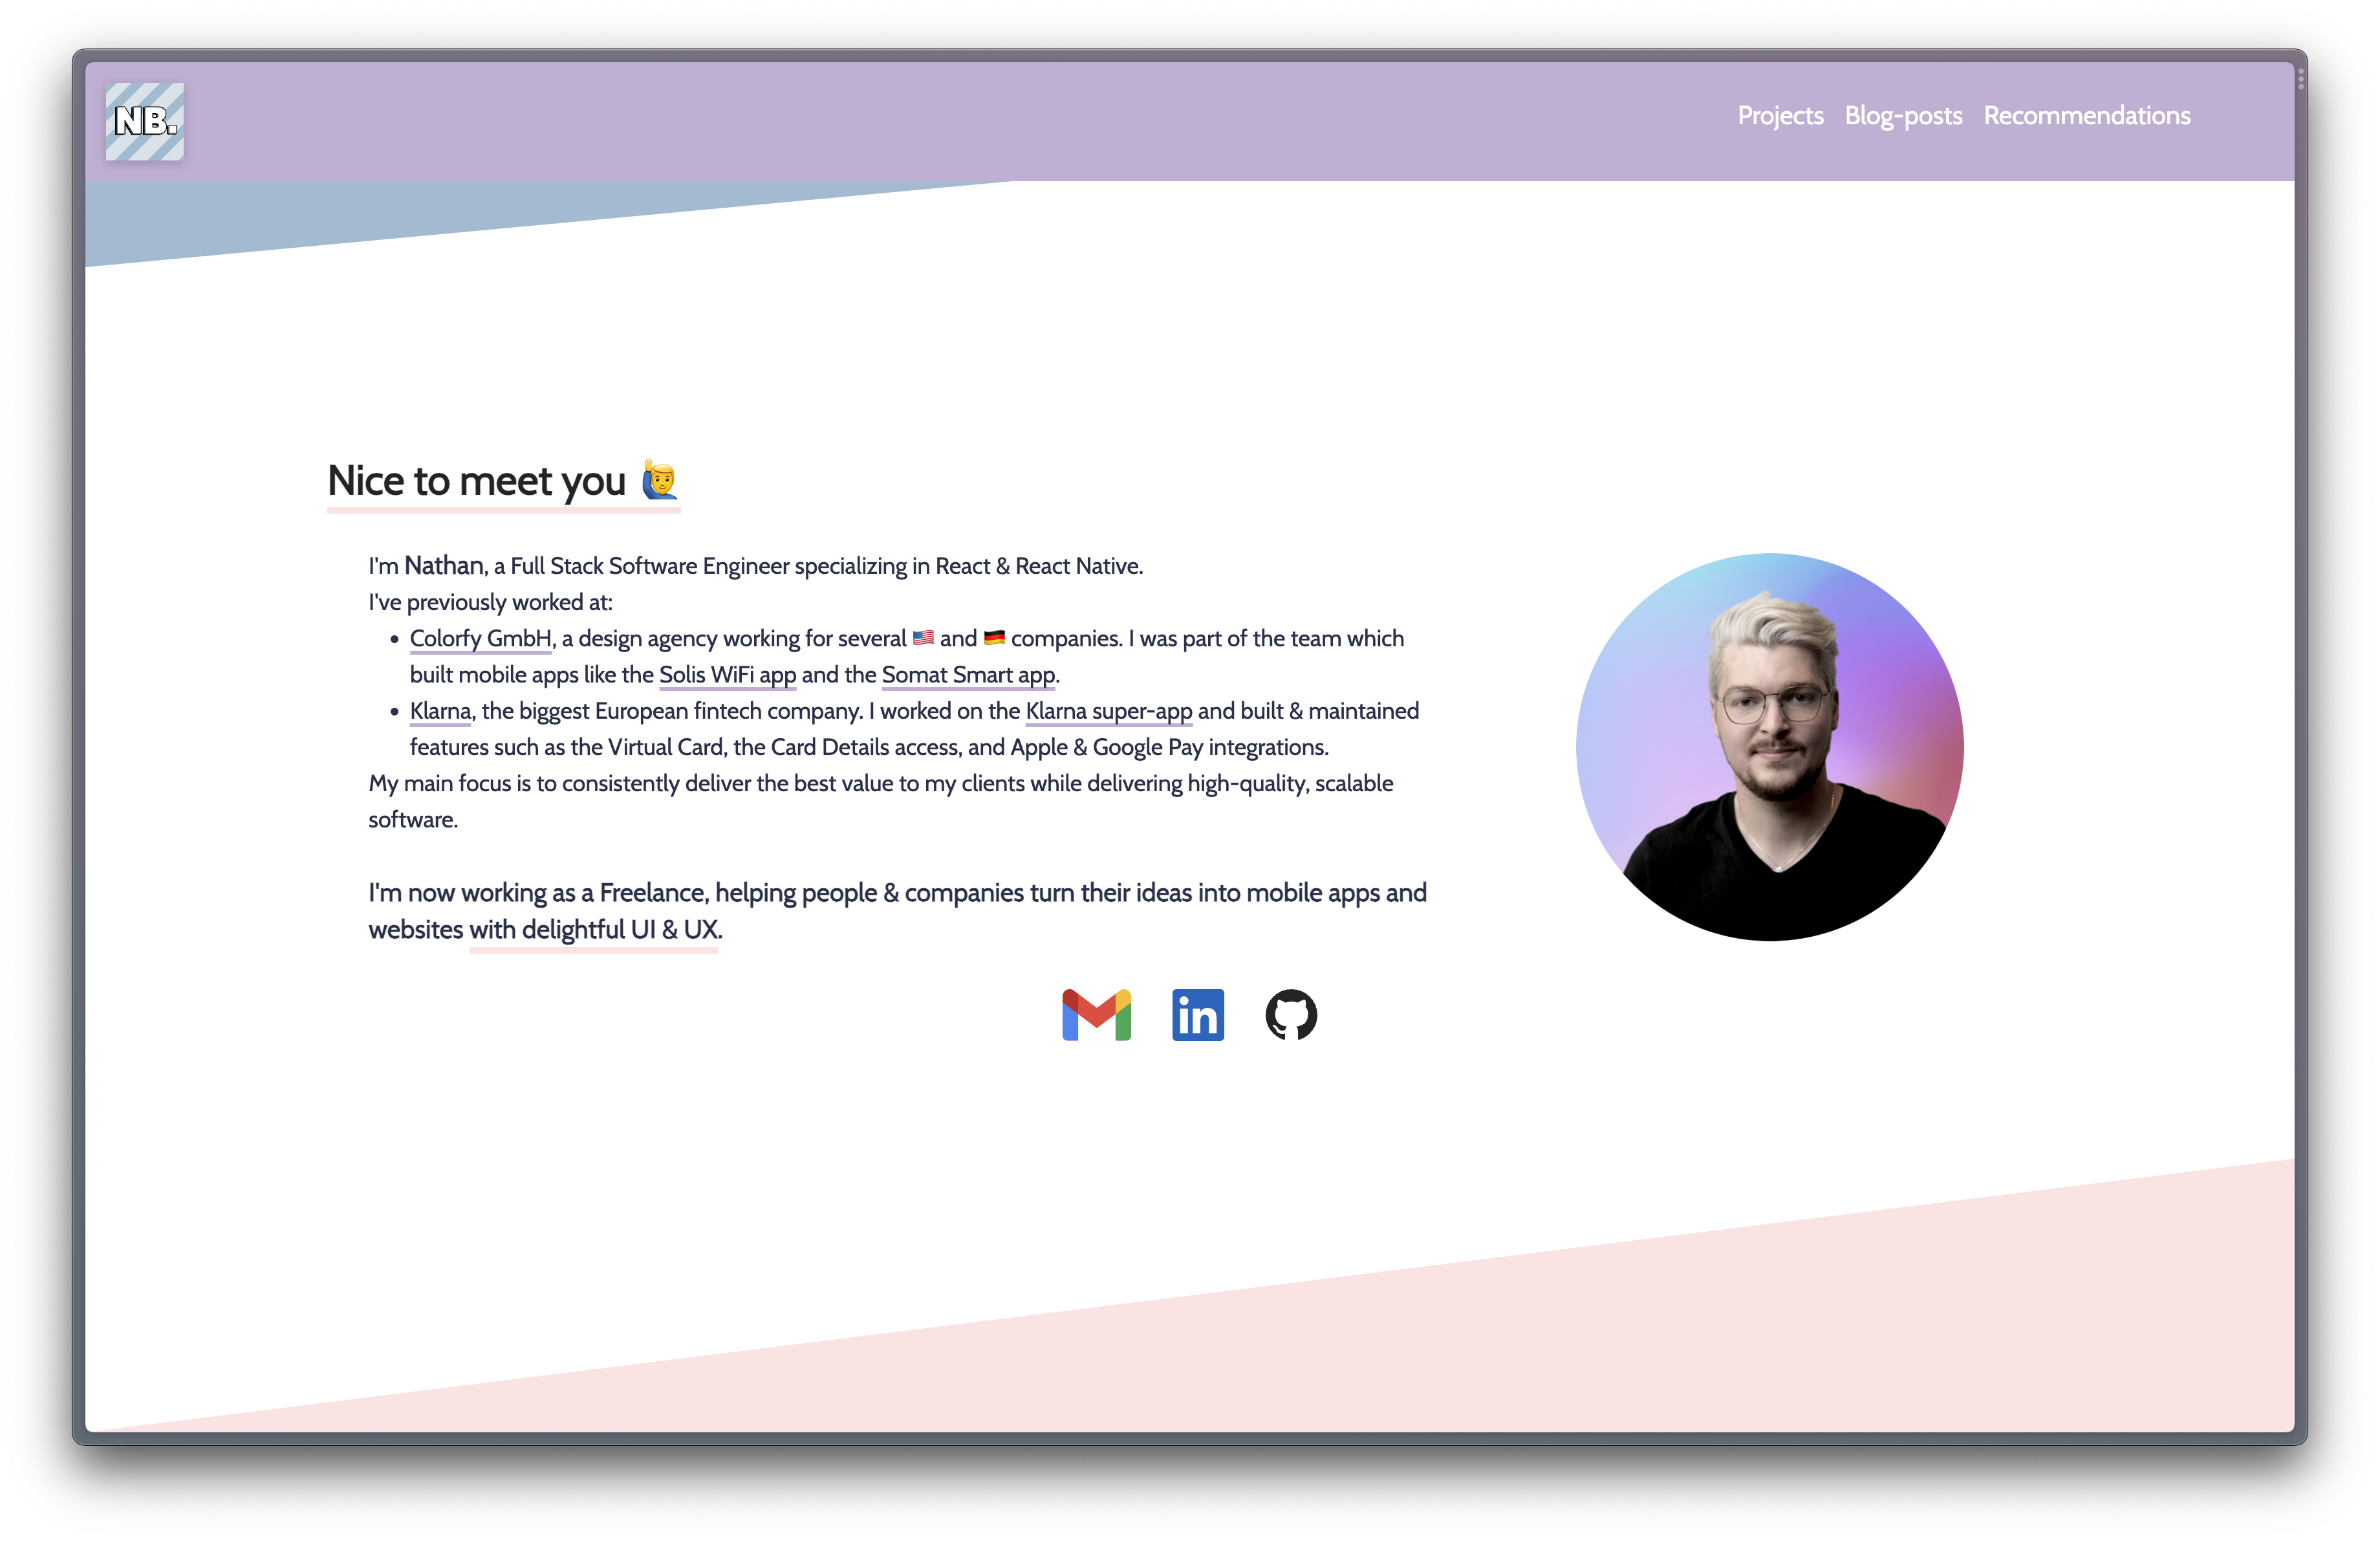 NB.
Projects Blog-posts Recommendations
Nice to meet you 🙋‍♂️
I'm Nathan, a Full Stack Software Engineer specializing in React & React Native.
I've previously worked at:
• Colorfy GmbH, a design agency working for several 🇺🇸 and 🇩🇪 companies. I was part of the team which
built mobile apps like the Solis WiFi app and the Somat Smart app.
• Klarna, the biggest European fintech company. I worked on the Klarna super-app and built & maintained
features such as the Virtual Card, the Card Details access, and Apple & Google Pay integrations.
My main focus is to consistently deliver the best value to my clients while delivering high-quality, scalable
software.
I'm now working as a Freelance, helping people & companies turn their ideas into mobile apps and
websites with delightful UI & UX.
in